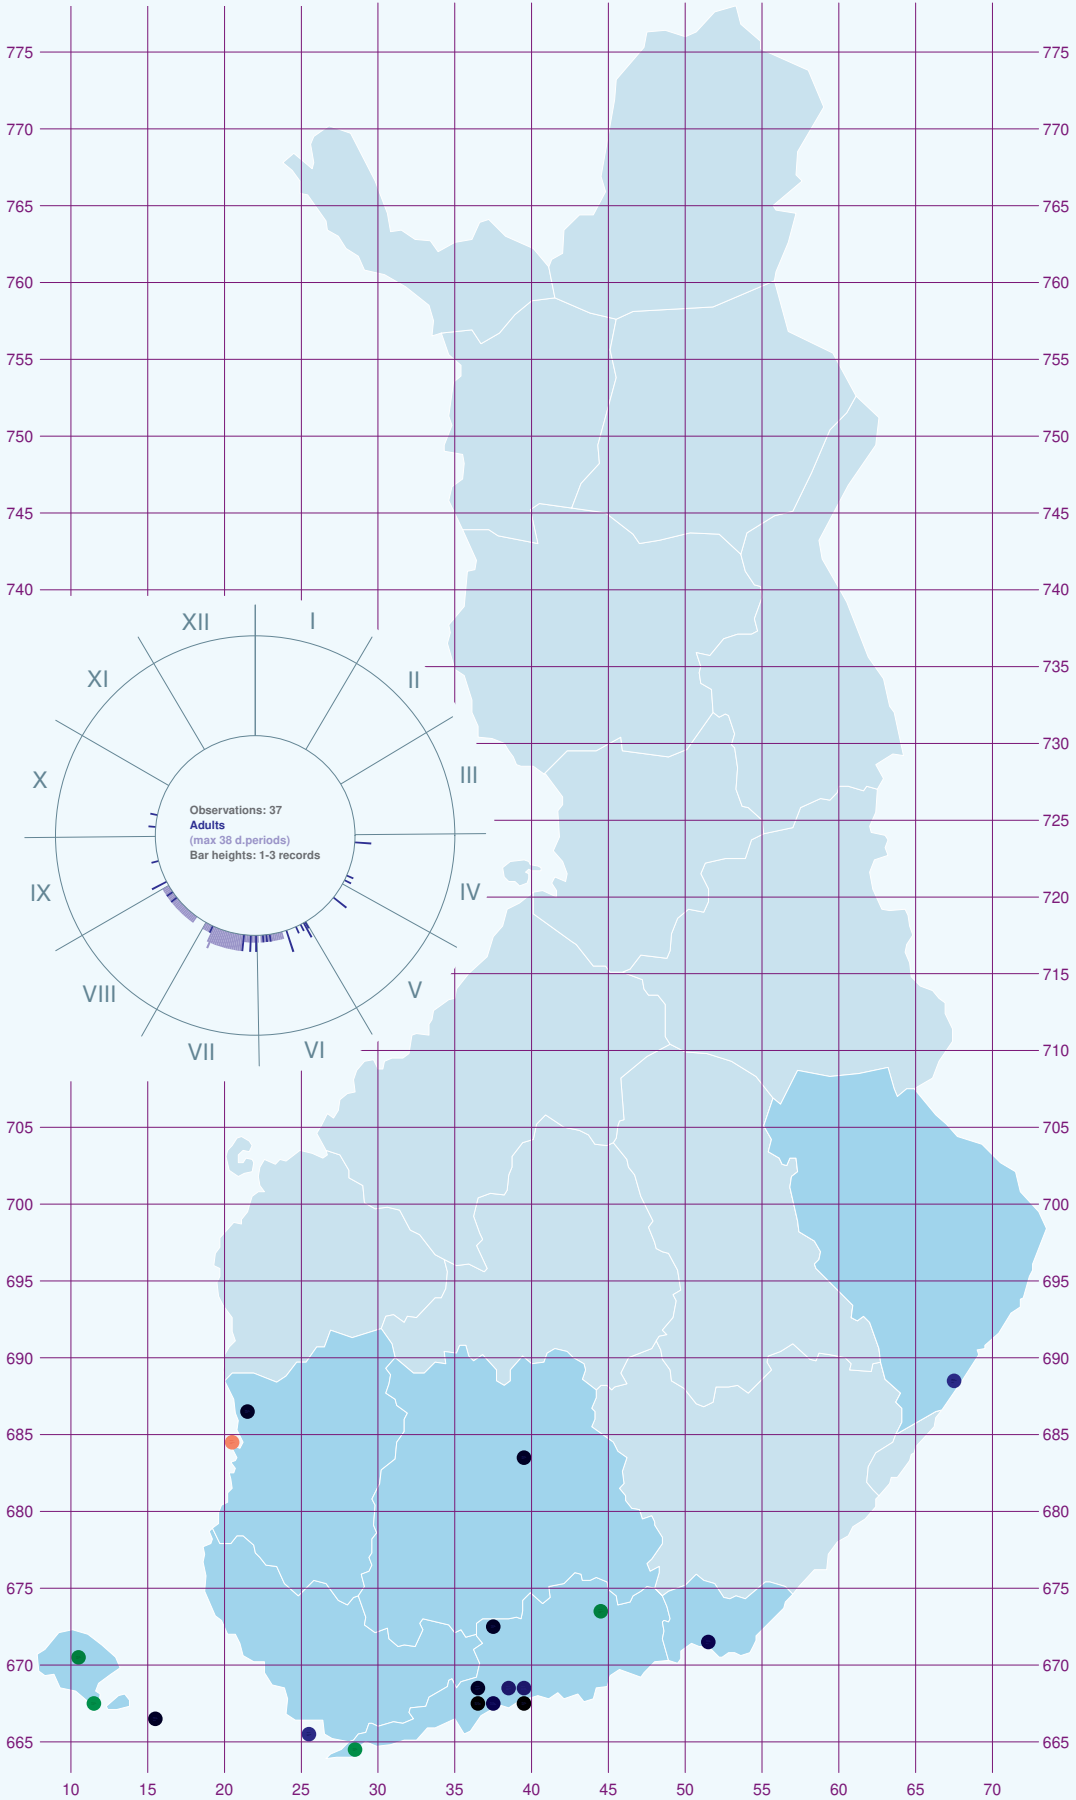 775 775
770 770
765 765
760 760
755 755
750 750
745 745
740 740
XII I
735
XI II
730 730
X III
Observations: 37
Adults
(max 38 d.periods)
Bar heights: 1-3 records
725
IX IV
720
VIII V
715
VII VI
710
705 705
700 700
695 695
690 690
685 685
680 680
675 675
670 670
665 665
10 15 20 25 30 35 40 45 50 55 60 65 70